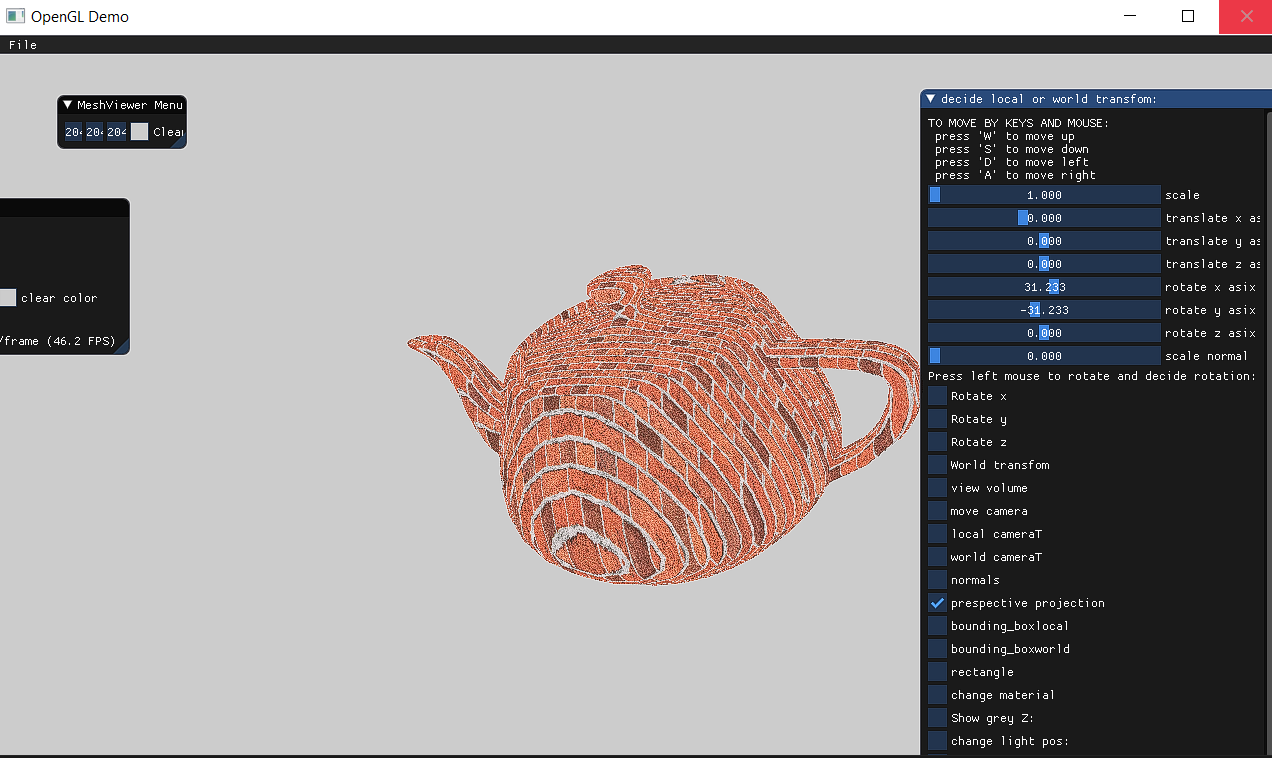 OpenGL Demo
File
MeshViewer Menu
204 204 204 Clear
clear color
/frame (46.2 FPS)
decide local or world transfom:
TO MOVE BY KEYS AND MOUSE:
press 'W' to move up
press 'S' to move down
press 'D' to move left
press 'A' to move right
1.000 scale
0.000 translate x as
0.000 translate y as
0.000 translate z as
31.233 rotate x asix
-31.233 rotate y asix
0.000 rotate z asix
0.000 scale normal
Press left mouse to rotate and decide rotation:
Rotate x
Rotate y
Rotate z
World transfom
view volume
move camera
local cameraT
world cameraT
normals
prespective projection
bounding_boxlocal
bounding_boxworld
rectangle
change material
Show grey Z:
change light pos: